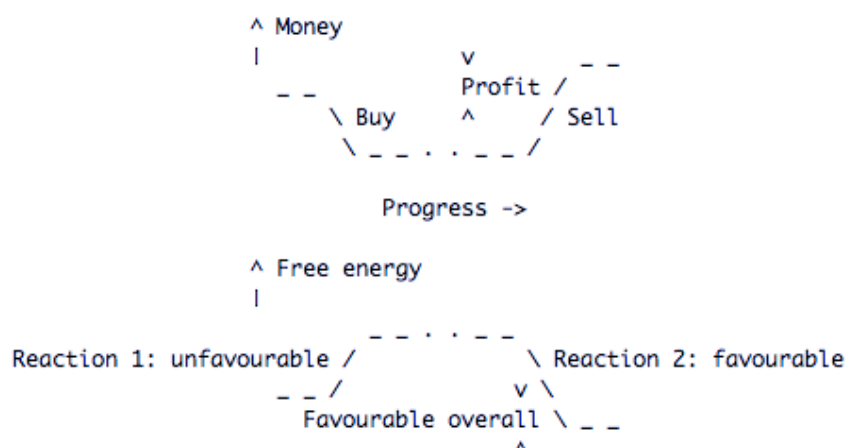 ^ Money
| v _ _
_ _ Profit /
\ Buy ^ / Sell
\ _ _ . . _ _ /
Progress ->
^ Free energy
|
_ _ . . _ _
Reaction 1: unfavourable / \ Reaction 2: favourable
_ _ / v \
Favourable overall \ _ _
^